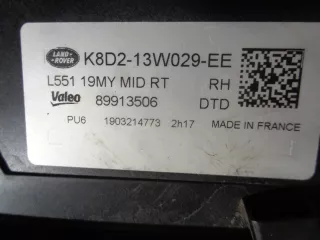 LAND ROVER
K8D2-13W029-EE
L551 19MY MID RT RH
Valeo 89913506 DTD
PU6 1903214773 2h17 MADE IN FRANCE